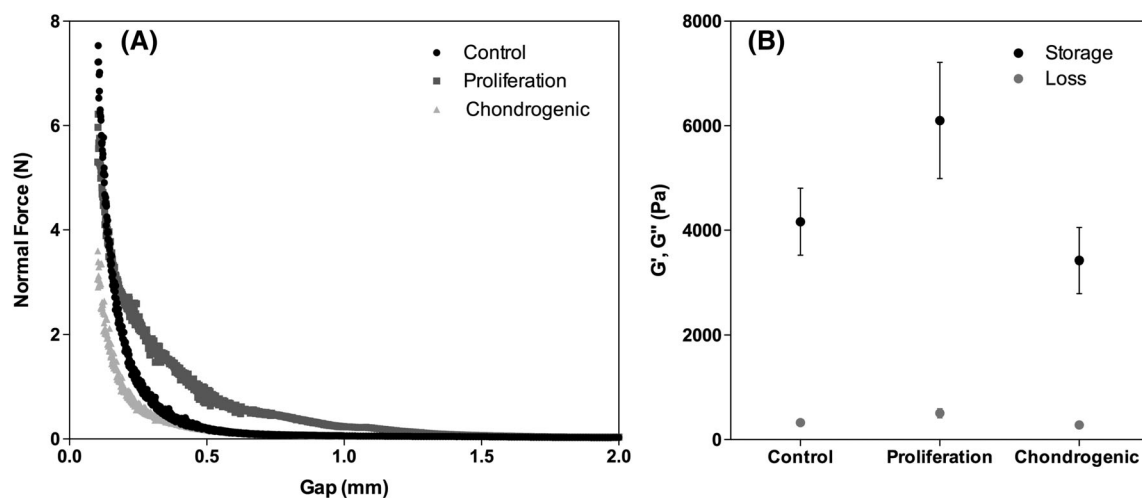 (A)
Control
Proliferation
Chondrogenic
Normal Force (N)
8
6
4
2
0
0.0 0.5 1.0 1.5 2.0
Gap (mm)
(B)
Storage
Loss
G', G" (Pa)
8000
6000
4000
2000
0
Control Proliferation Chondrogenic